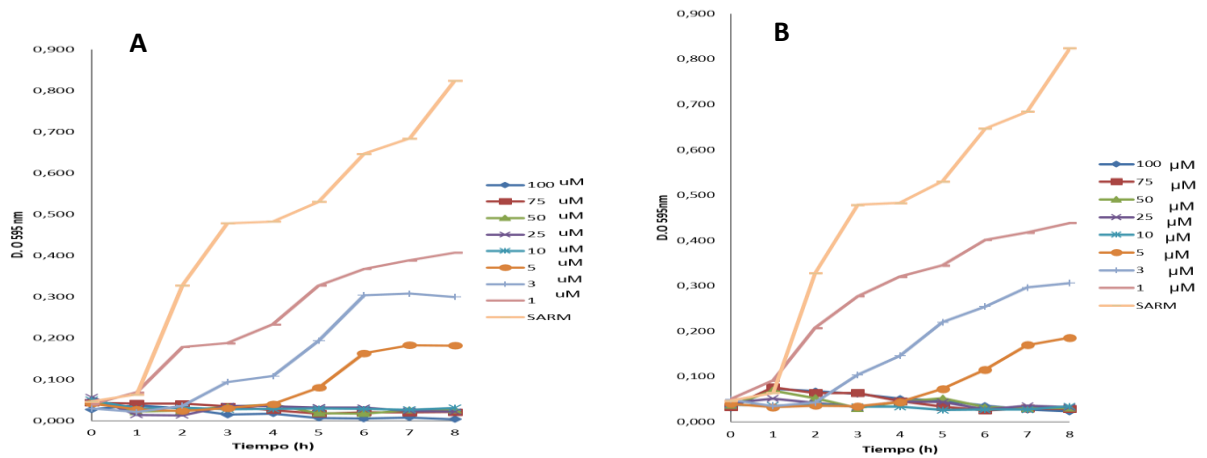 A
D. O 595nm
0,900
0,800
0,700
0,600
0,500
0,400
0,300
0,200
0,100
0,000
0 1 2 3 4 5 6 7 8
Tiempo (h)
100 uM
75 uM
50 uM
25 uM
10 uM
5 uM
3 uM
1 uM
SARM
B
D.O 595nm
0,900
0,800
0,700
0,600
0,500
0,400
0,300
0,200
0,100
0,000
0 1 2 3 4 5 6 7 8
Tiempo (h)
100 µM
75 µM
50 µM
25 µM
10 µM
5 µM
3 µM
1 µM
SARM